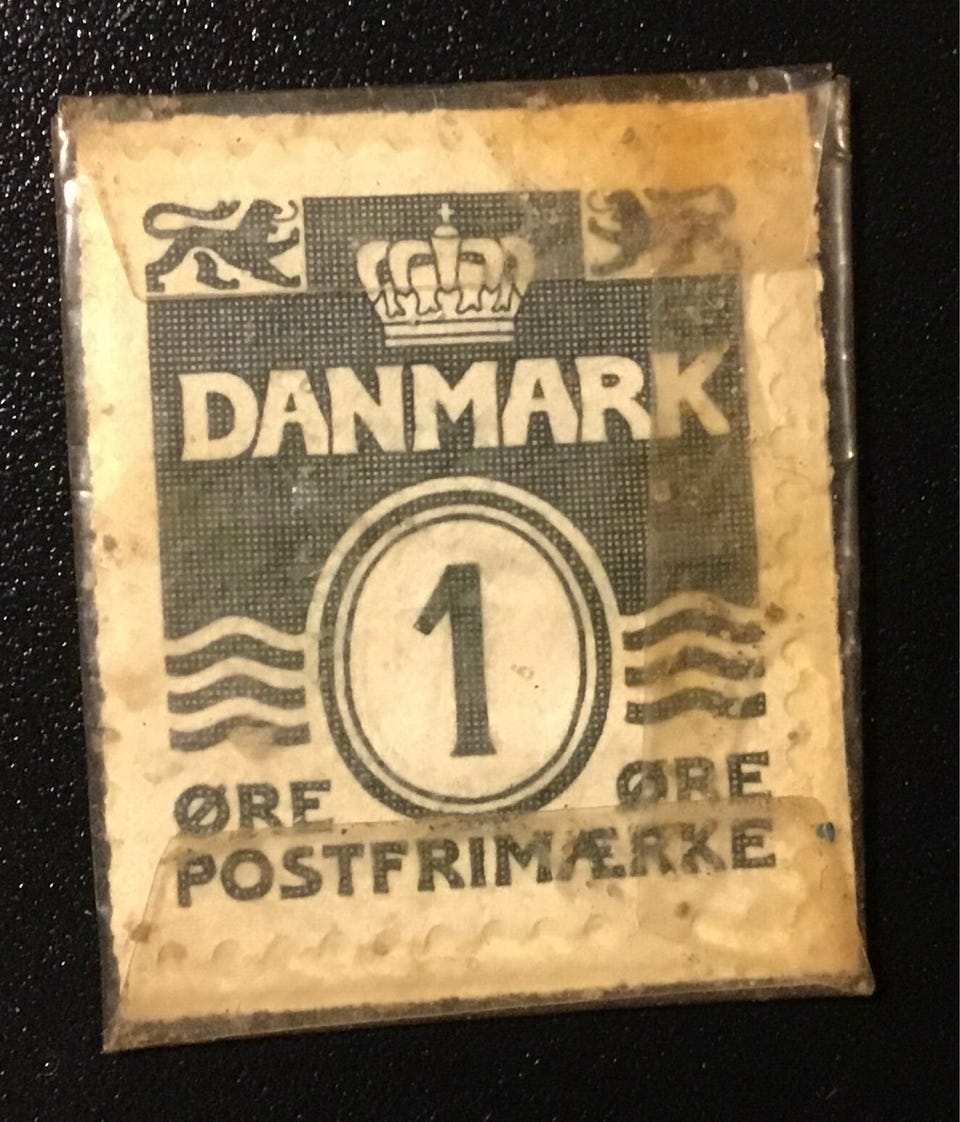 DANMARK
1
ØRE ØRE
POSTFRIMÆRKE